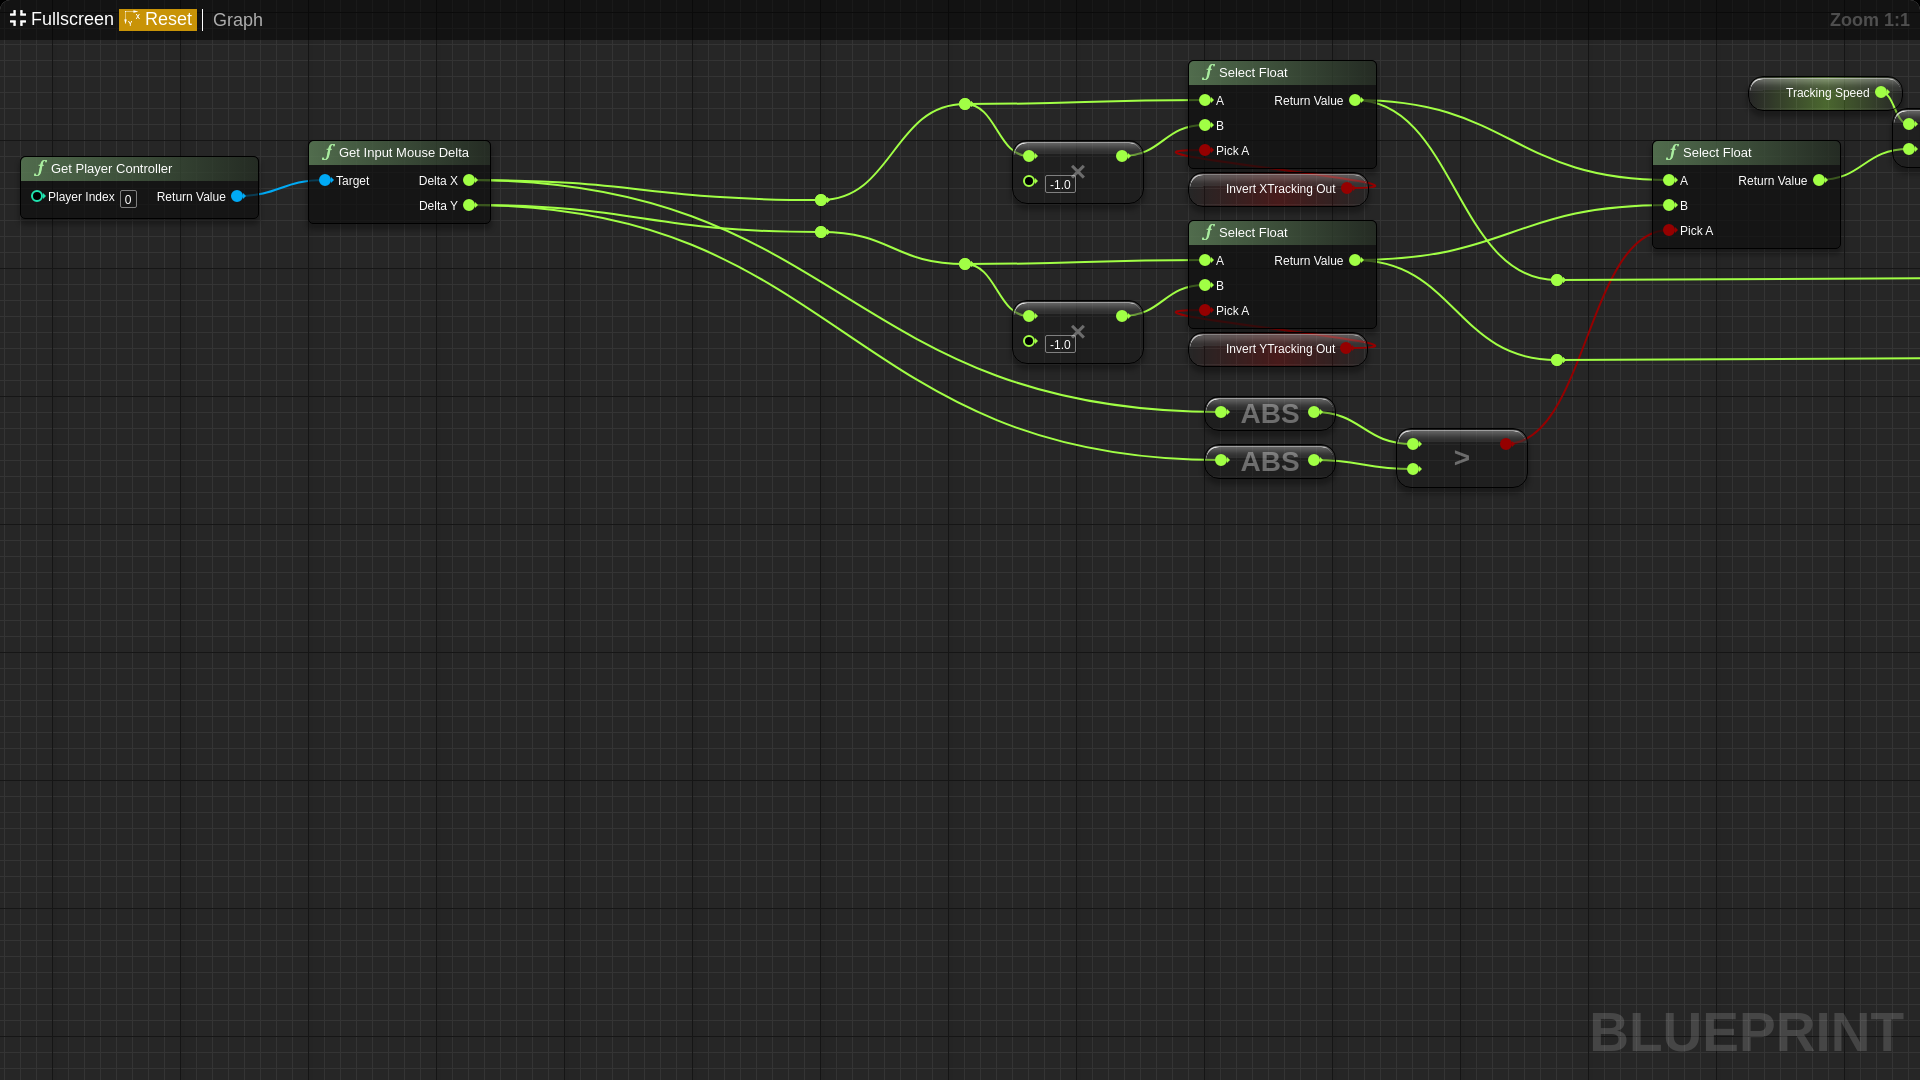 Fullscreen Reset Graph Zoom 1:1
Get Player Controller
Player Index 0 Return Value
Get Input Mouse Delta
Target Delta X
Delta Y
×
-1.0
Select Float
A Return Value
B
Pick A
Invert XTracking Out
×
-1.0
Select Float
A Return Value
B
Pick A
Invert YTracking Out
ABS
ABS
>
Tracking Speed
Select Float
A Return Value
B
Pick A
BLUEPRINT